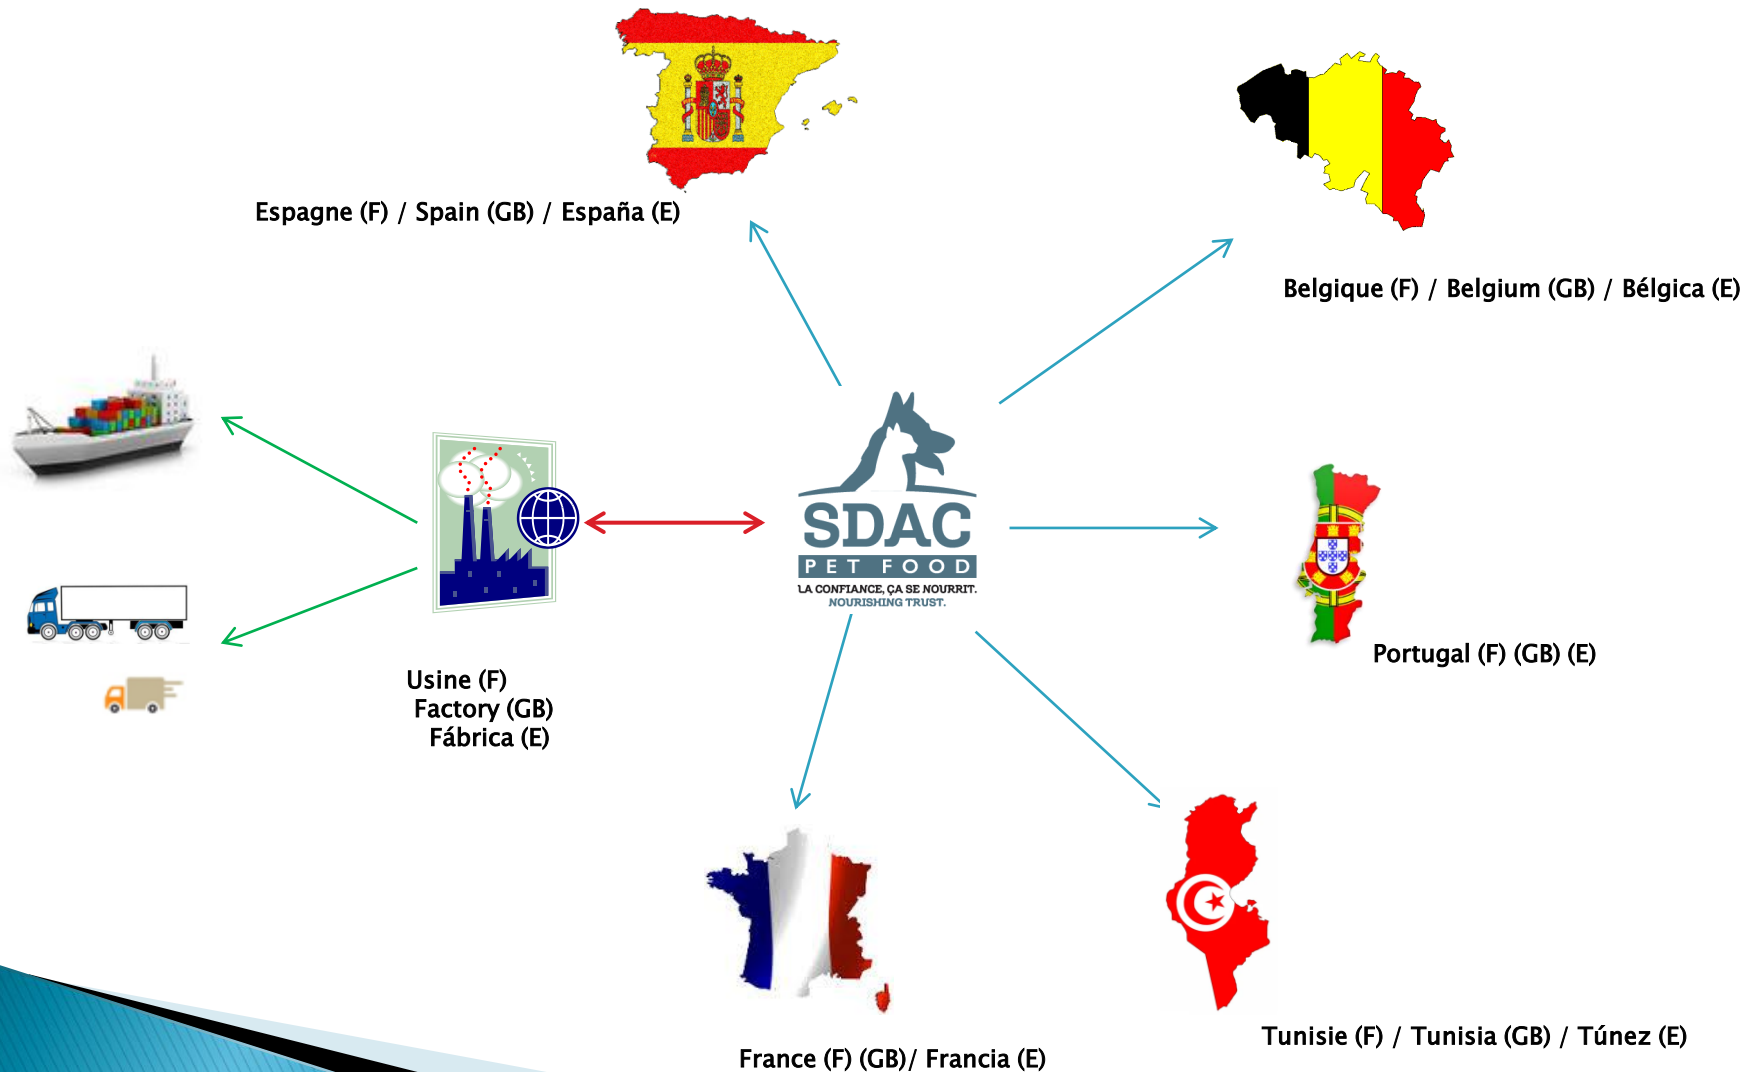 Espagne (F) / Spain (GB) / España (E)
Belgique (F) / Belgium (GB) / Bélgica (E)
SDAC
PET FOOD
LA CONFIANCE, ÇA SE NOURRIT.
NOURISHING TRUST.
Portugal (F) (GB) (E)
Usine (F)
Factory (GB)
Fábrica (E)
Tunisie (F) / Tunisia (GB) / Túnez (E)
France (F) (GB)/ Francia (E)